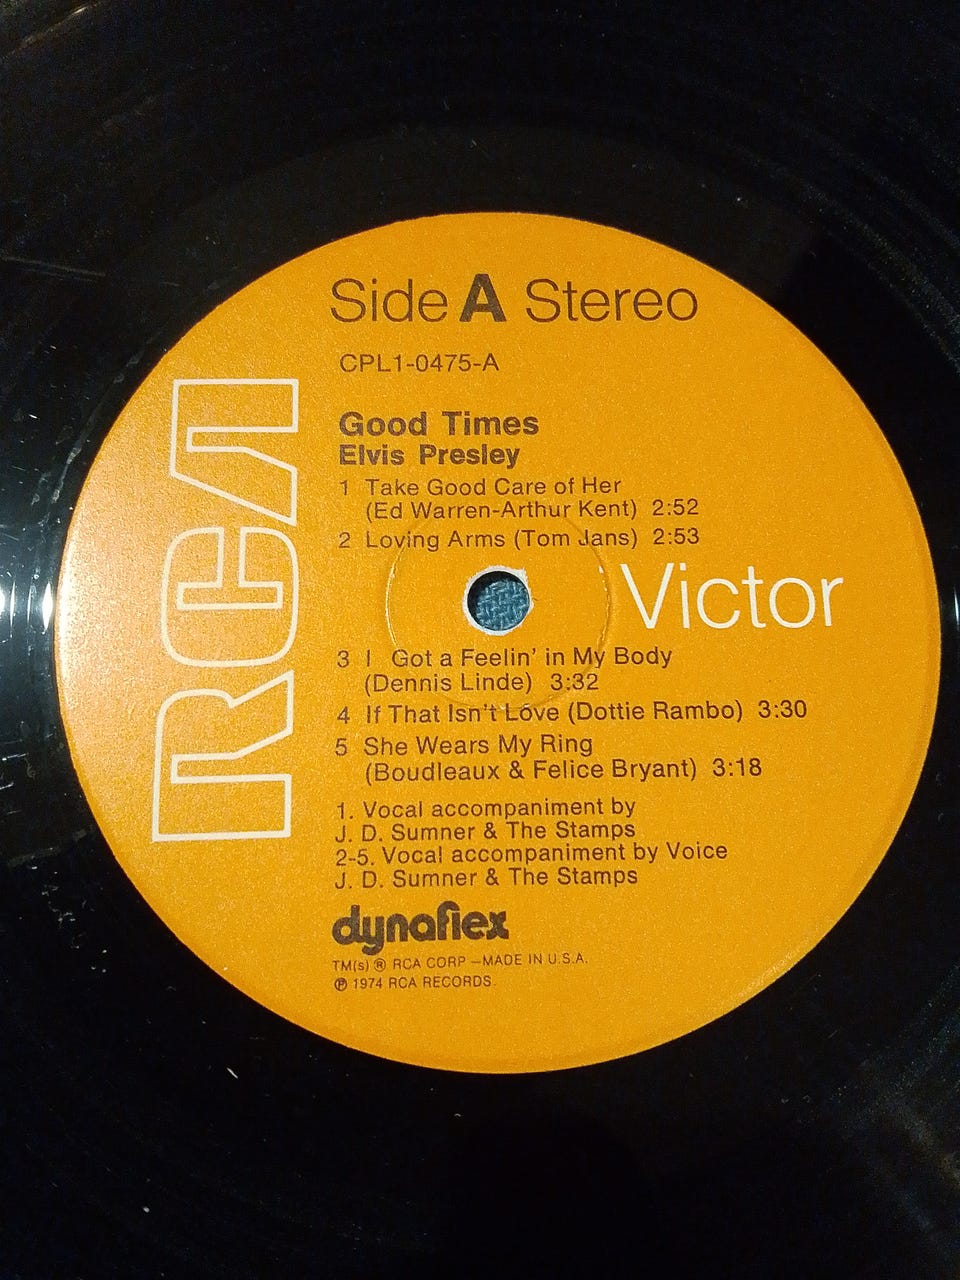 Side A Stereo
CPL1-0475-A
RCA
Good Times
Elvis Presley
1 Take Good Care of Her
(Ed Warren-Arthur Kent) 2:52
2 Loving Arms (Tom Jans) 2:53
Victor
3 I Got a Feelin' in My Body
(Dennis Linde) 3:32
4 If That Isn't Love (Dottie Rambo) 3:30
5 She Wears My Ring
(Boudleaux & Felice Bryant) 3:18
1. Vocal accompaniment by
J. D. Sumner & The Stamps
2-5. Vocal accompaniment by Voice
J. D. Sumner & The Stamps
dynaflex
TM(s) ® RCA CORP—MADE IN U.S.A.
℗ 1974 RCA RECORDS.